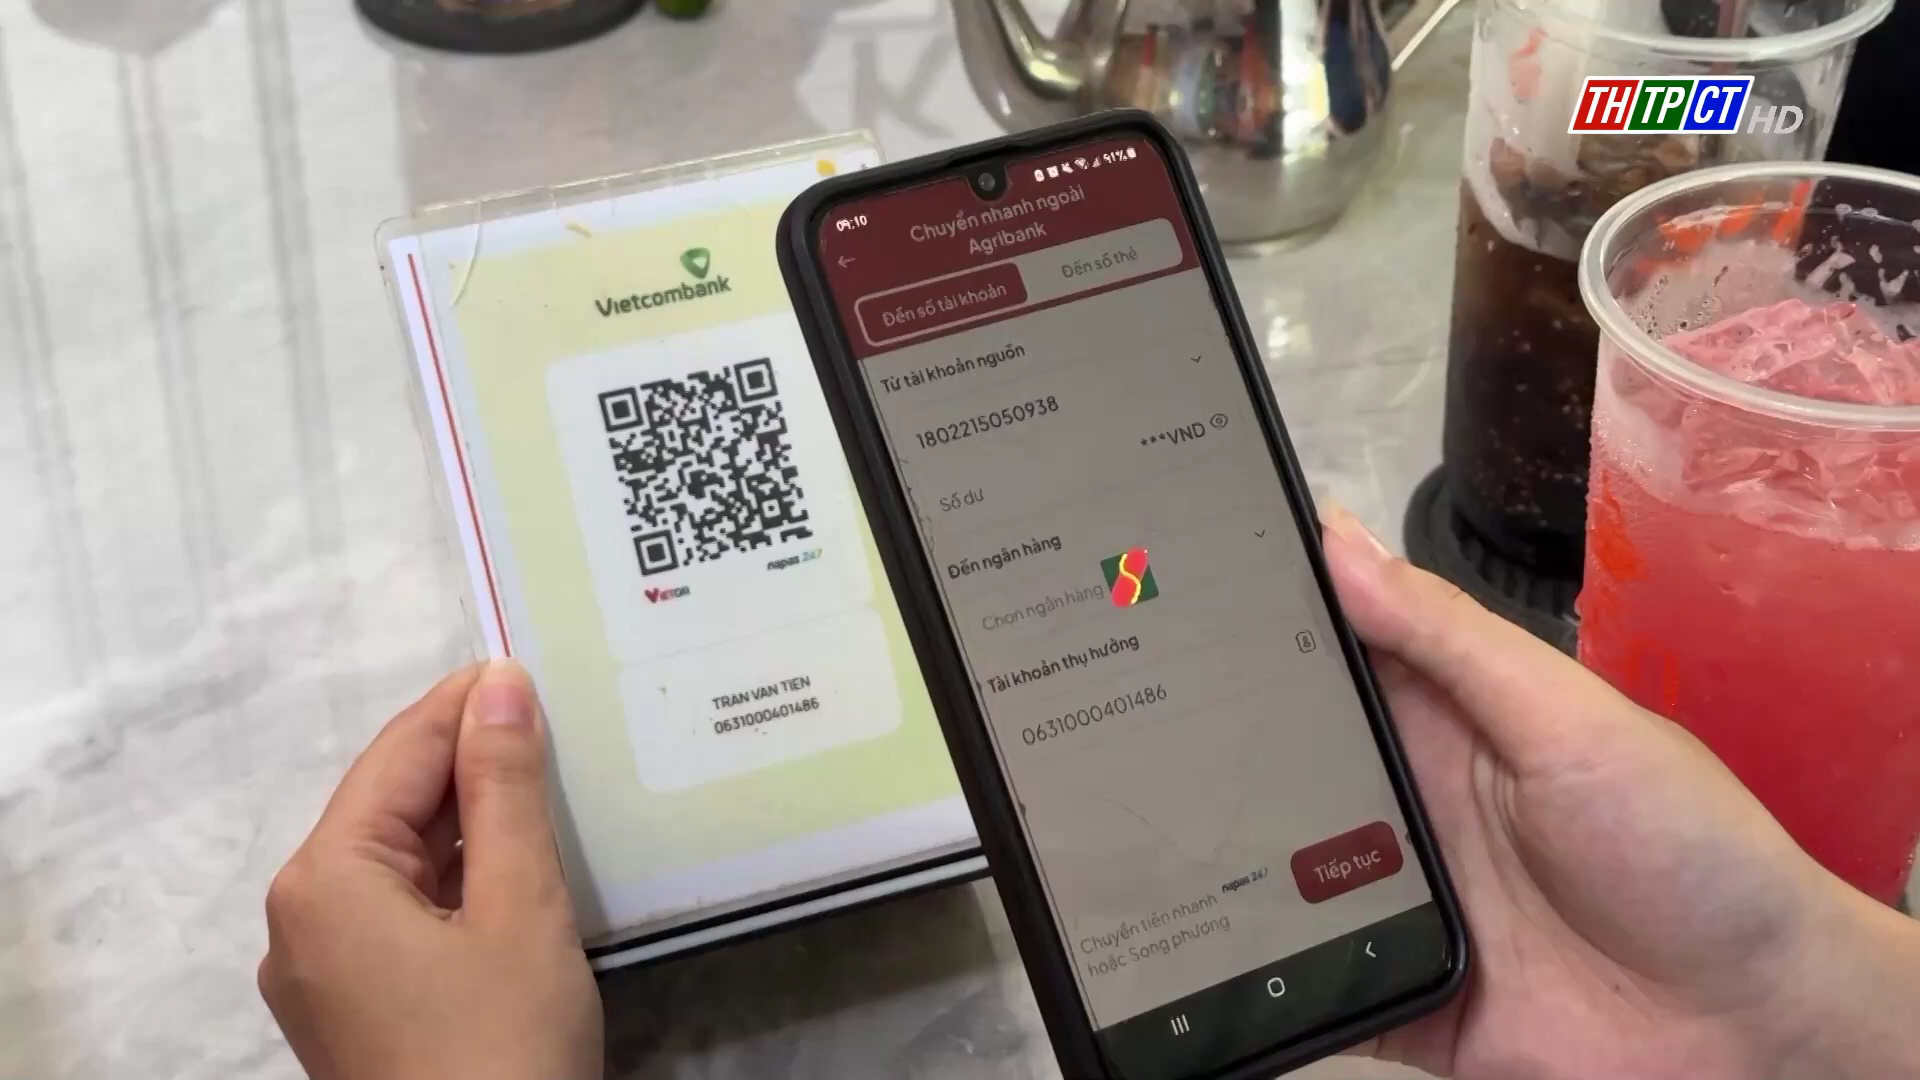 THTPCT HD
Vietcombank
VIETQR
napas 247
TRAN VAN TIEN
0631000401486
09:10
91%
Chuyển nhanh ngoài
Agribank
Đến số tài khoản
Đến số thẻ
Từ tài khoản nguồn
1802215050938
***VND
Số dư
Đến ngân hàng
Chọn ngân hàng
Tài khoản thụ hưởng
0631000401486
Tiếp tục
Chuyển tiền nhanh napas 247
hoặc Song phương